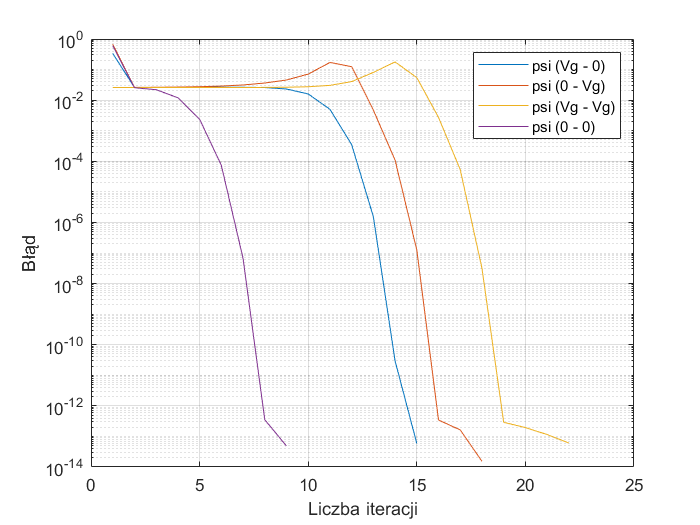 10^0
10^-2
10^-4
10^-6
10^-8
10^-10
10^-12
10^-14
Błąd
psi (Vg - 0)
psi (0 - Vg)
psi (Vg - Vg)
psi (0 - 0)
0 5 10 15 20 25
Liczba iteracji